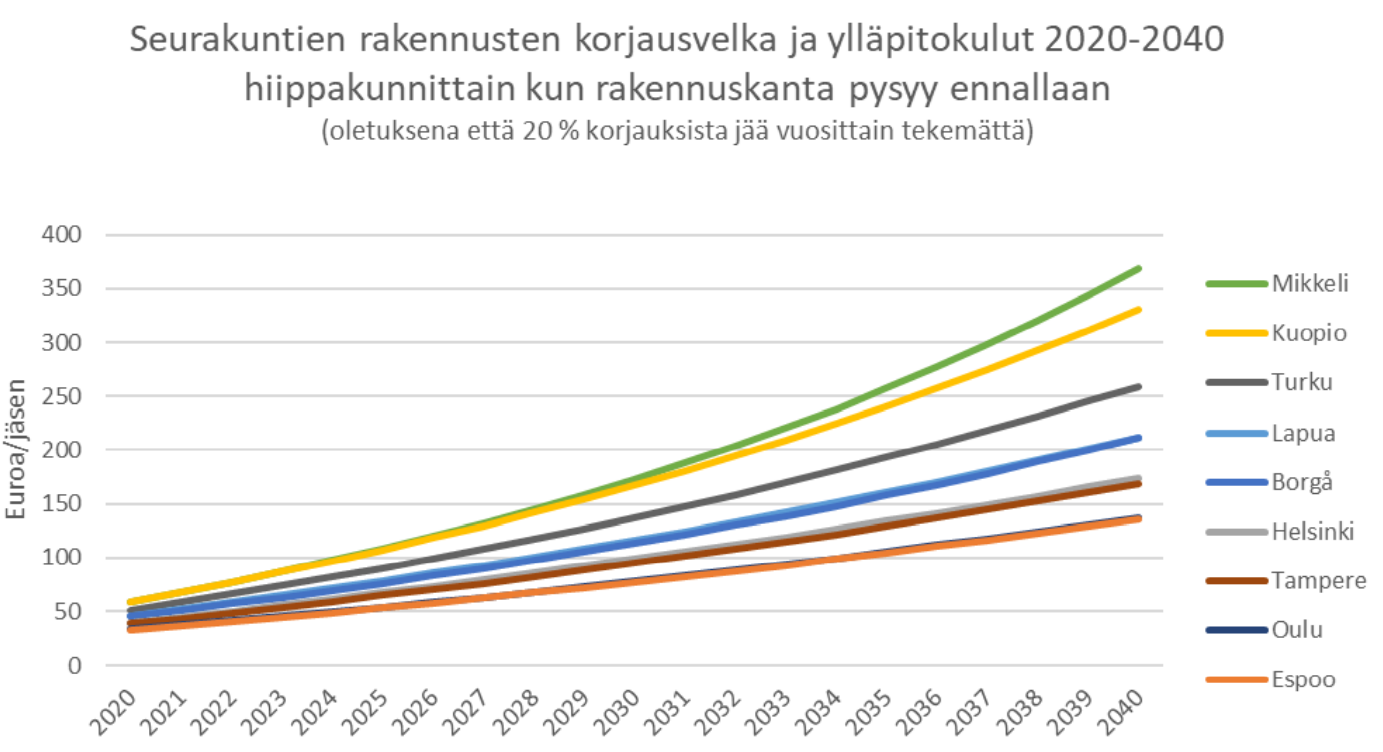 Seurakuntien rakennusten korjausvelka ja ylläpitokulut 2020-2040
hiippakunnittain kun rakennuskanta pysyy ennallaan
(oletuksena että 20 % korjauksista jää vuosittain tekemättä)
Euroa/jäsen
400
350
300
250
200
150
100
50
0
2020
2021
2022
2023
2024
2025
2026
2027
2028
2029
2030
2031
2032
2033
2034
2035
2036
2037
2038
2039
2040
Mikkeli
Kuopio
Turku
Lapua
Borgå
Helsinki
Tampere
Oulu
Espoo